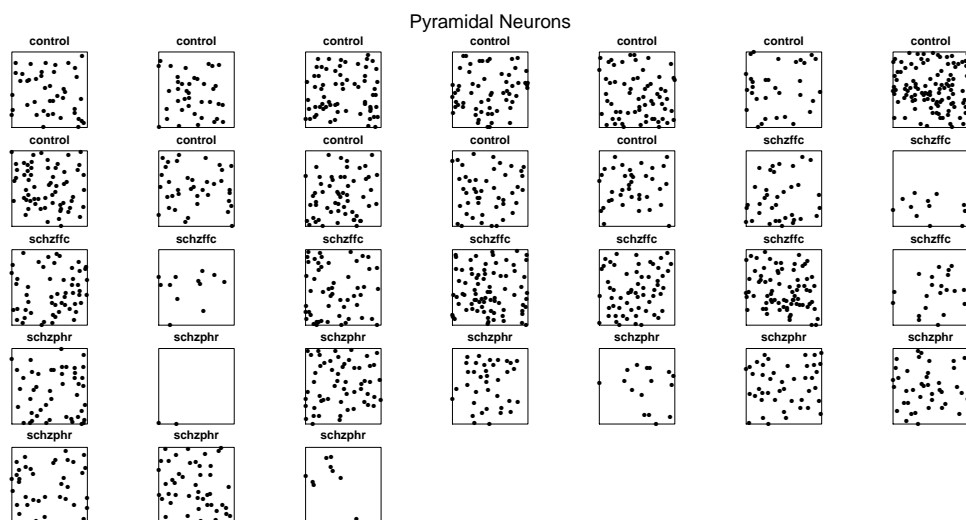 Pyramidal Neurons
control control control control control control control
control control control control control schzffc schzffc
schzffc schzffc schzffc schzffc schzffc schzffc schzffc
schzphr schzphr schzphr schzphr schzphr schzphr schzphr
schzphr schzphr schzphr